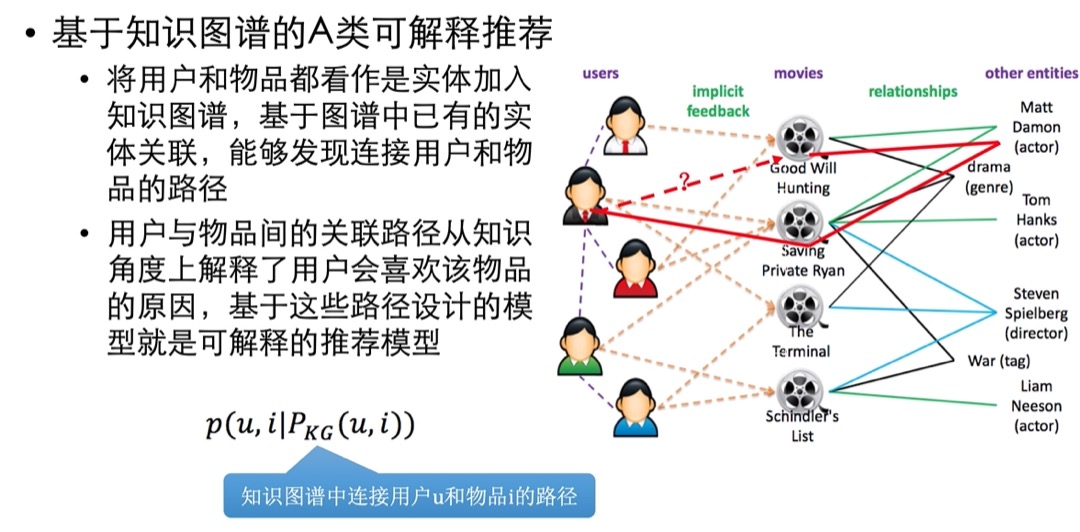 • 基于知识图谱的A类可解释推荐
• 将用户和物品都看作是实体加入
知识图谱，基于图谱中已有的实
体关联，能够发现连接用户和物
品的路径
• 用户与物品间的关联路径从知识
角度上解释了用户会喜欢该物品
的原因，基于这些路径设计的模
型就是可解释的推荐模型
p(u,i|P_KG(u,i))
知识图谱中连接用户u和物品i的路径
users
movies
other entities
implicit
feedback
relationships
?
Good Will
Hunting
Saving
Private Ryan
The
Terminal
Schindler's
List
Matt
Damon
(actor)
drama
(genre)
Tom
Hanks
(actor)
Steven
Spielberg
(director)
War (tag)
Liam
Neeson
(actor)